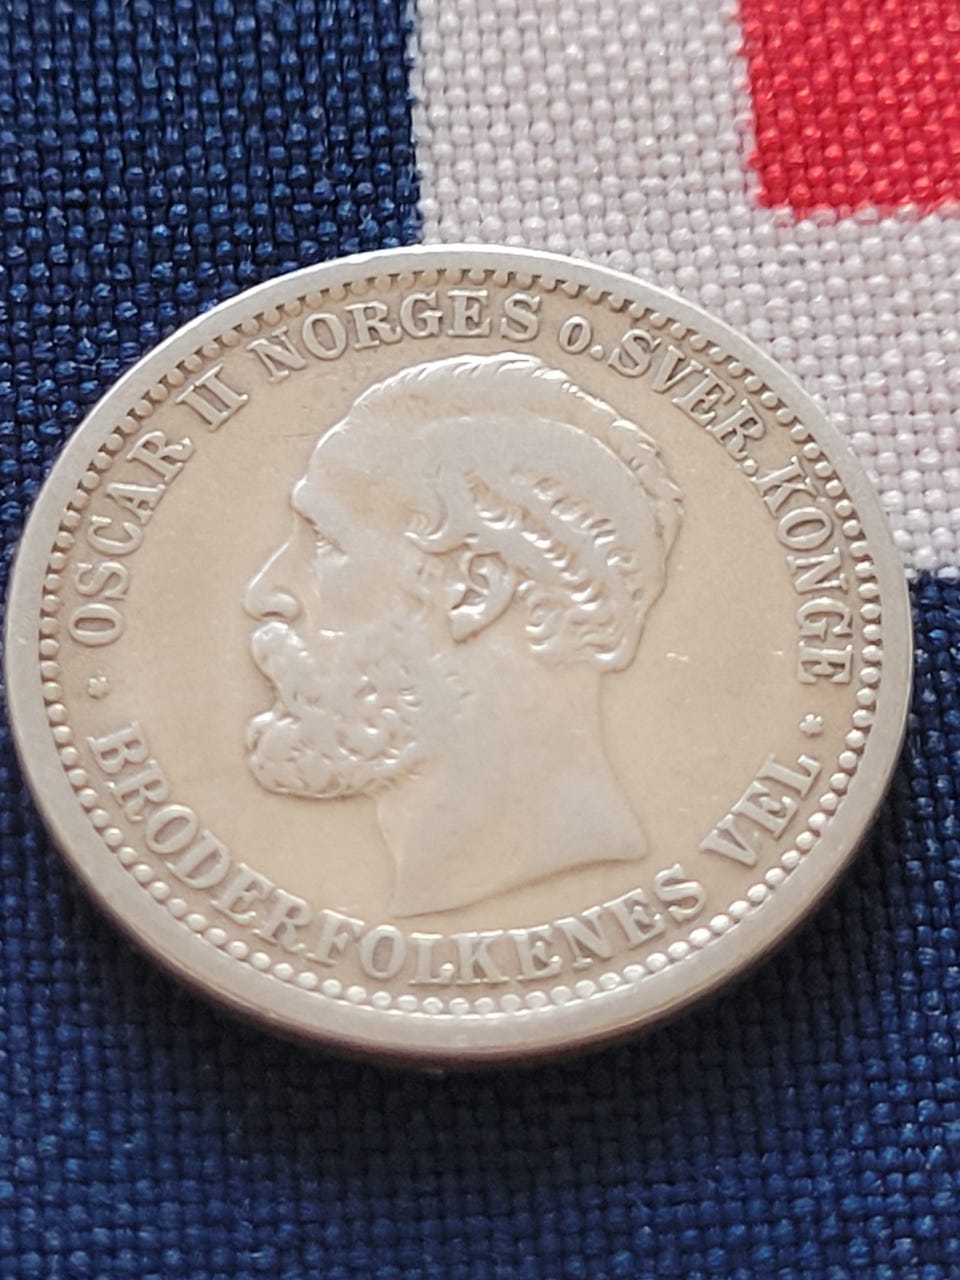 OSCAR II NORGES O. SVER. KONGE
BRODERFOLKENES VEL